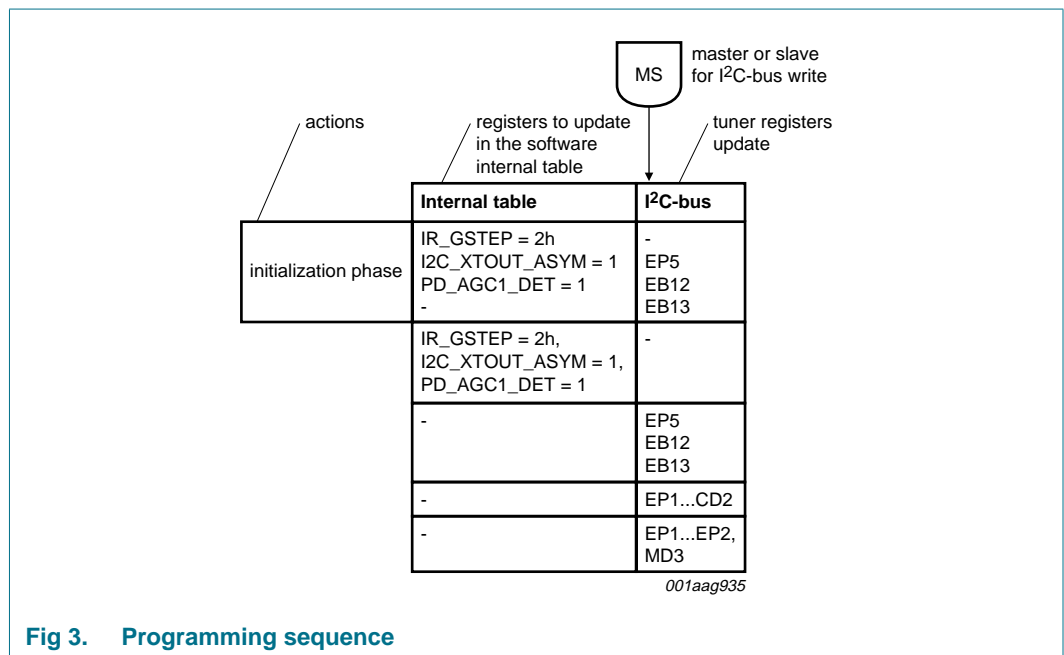 MS
master or slave
for I2C-bus write
actions
registers to update
in the software
internal table
tuner registers
update
Internal table
I2C-bus
initialization phase
IR_GSTEP = 2h
I2C_XTOUT_ASYM = 1
PD_AGC1_DET = 1
-
-
EP5
EB12
EB13
IR_GSTEP = 2h,
I2C_XTOUT_ASYM = 1,
PD_AGC1_DET = 1
-
-
EP5
EB12
EB13
-
EP1...CD2
-
EP1...EP2,
MD3
001aag935
Fig 3. Programming sequence